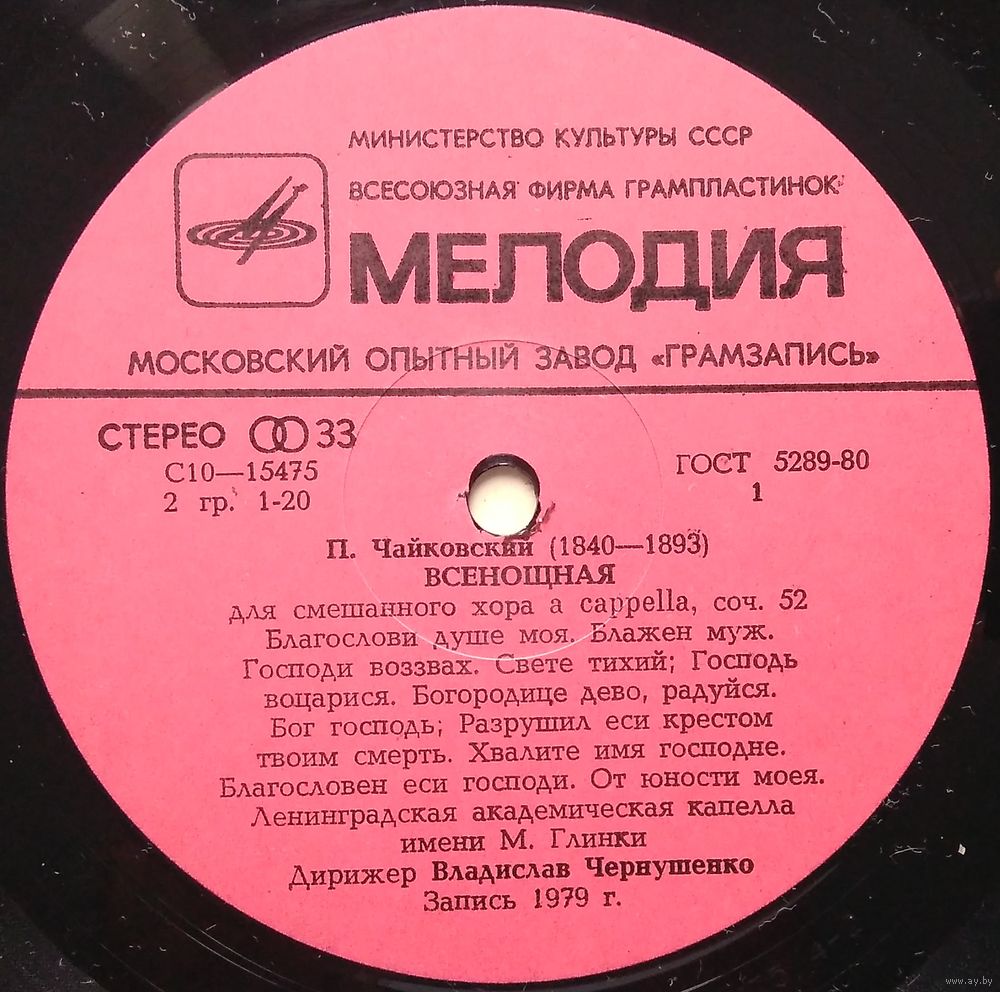 МИНИСТЕРСТВО КУЛЬТУРЫ СССР
ВСЕСОЮЗНАЯ ФИРМА ГРАМПЛАСТИНОК
МЕЛОДИЯ
МОСКОВСКИЙ ОПЫТНЫЙ ЗАВОД «ГРАМЗАПИСЬ»
СТЕРЕО 33
С10—15475
2 гр. 1-20
ГОСТ 5289-80
1
П. Чайковский (1840—1893)
ВСЕНОЩНАЯ
для смешанного хора a cappella, соч. 52
Благослови душе моя. Блажен муж.
Господи воззвах. Свете тихий; Господь
воцарися. Богородице дево, радуйся.
Бог господь; Разрушил еси крестом
твоим смерть. Хвалите имя господне.
Благословен еси господи. От юности моея.
Ленинградская академическая капелла
имени М. Глинки
Дирижер Владислав Чернушенко
Запись 1979 г.
www.ay.by